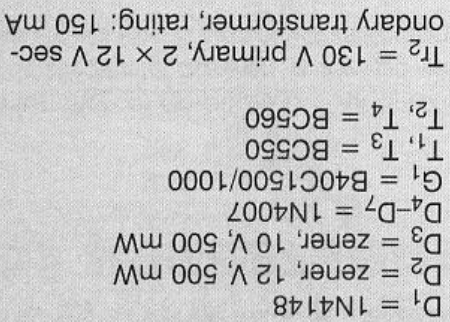 D₁ = 1N4148
D₂ = zener, 12 V, 500 mW
D₃ = zener, 10 V, 500 mW
D₄–D₇ = 1N4007
G₁ = B40C1500/1000
T₁, T₃ = BC550
T₂, T₄ = BC560
Tr₂ = 130 V primary, 2 × 12 V sec-
ondary transformer, rating: 150 mA